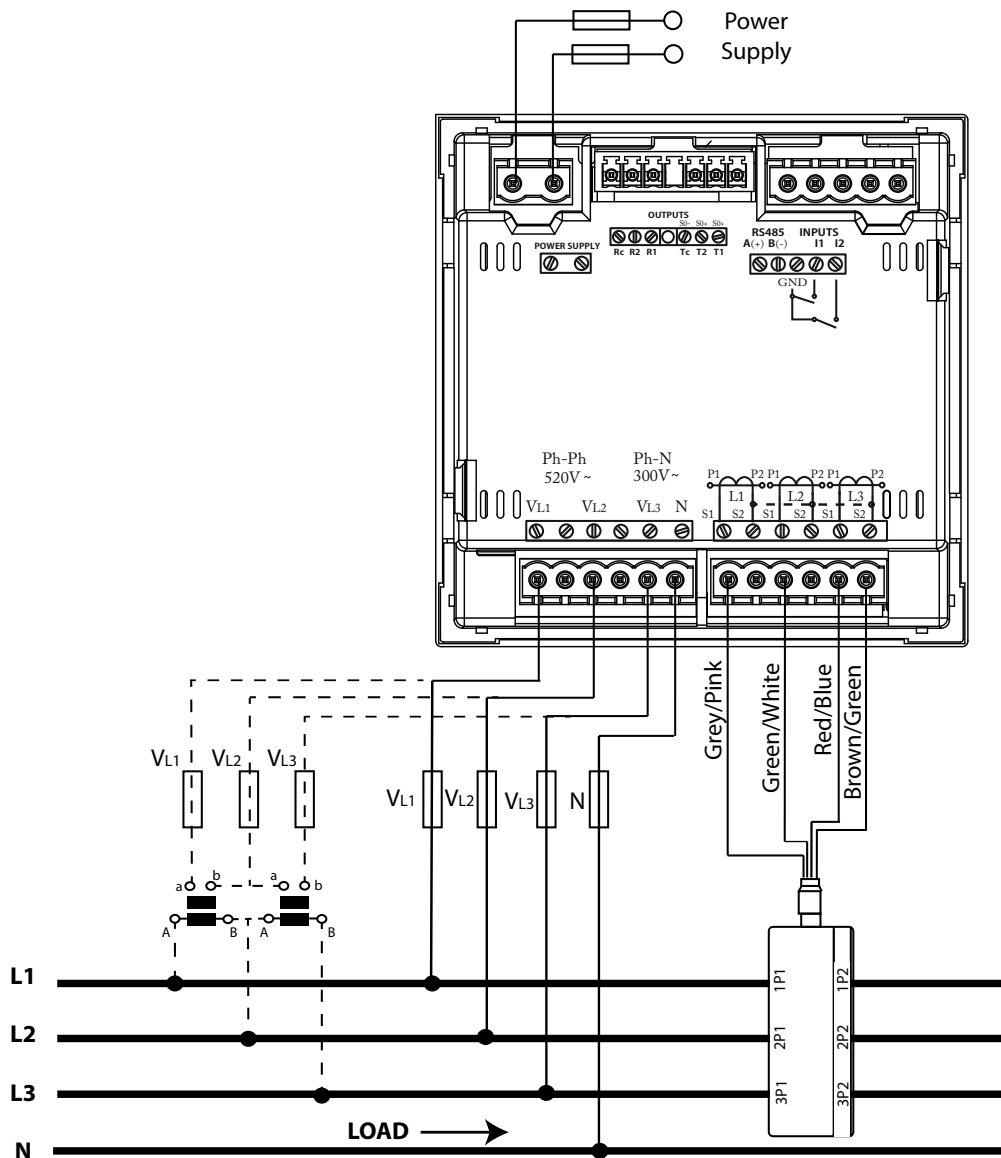 Power
Supply
OUTPUTS
S0- S0+ S0+
Rc R2 R1 Tc T2 T1
POWER SUPPLY
RS485 INPUTS
A(+) B(-) I1 I2
GND
Ph-Ph Ph-N
520V ~ 300V ~
P1 P2 P1 P2 P1 P2
L1 L2 L3
VL1 VL2 VL3 N
S1 S2 S1 S2 S1 S2
Grey/Pink
Green/White
Red/Blue
Brown/Green
VL1 VL2 VL3
VL1 VL2 VL3 N
a b a b
A B A B
L1 1P1 1P2
L2 2P1 2P2
L3 3P1 3P2
LOAD
N